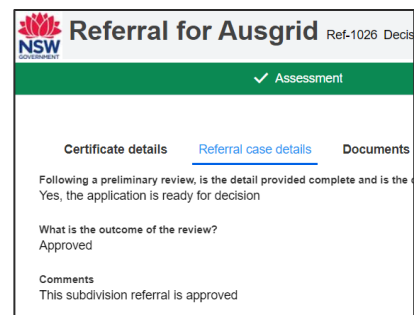 NSW
GOVERNMENT
Referral for Ausgrid Ref-1026 Decis
Assessment
Certificate details Referral case details Documents
Following a preliminary review, is the detail provided complete and is the
Yes, the application is ready for decision
What is the outcome of the review?
Approved
Comments
This subdivision referral is approved